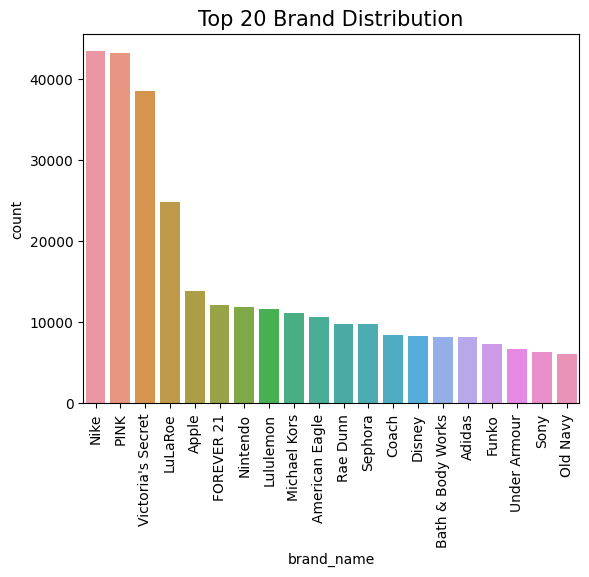 Top 20 Brand Distribution
count
40000
30000
20000
10000
0
Nike
PINK
Victoria's Secret
LuLaRoe
Apple
FOREVER 21
Nintendo
Lululemon
Michael Kors
American Eagle
Rae Dunn
Sephora
Coach
Disney
Bath & Body Works
Adidas
Funko
Under Armour
Sony
Old Navy
brand_name